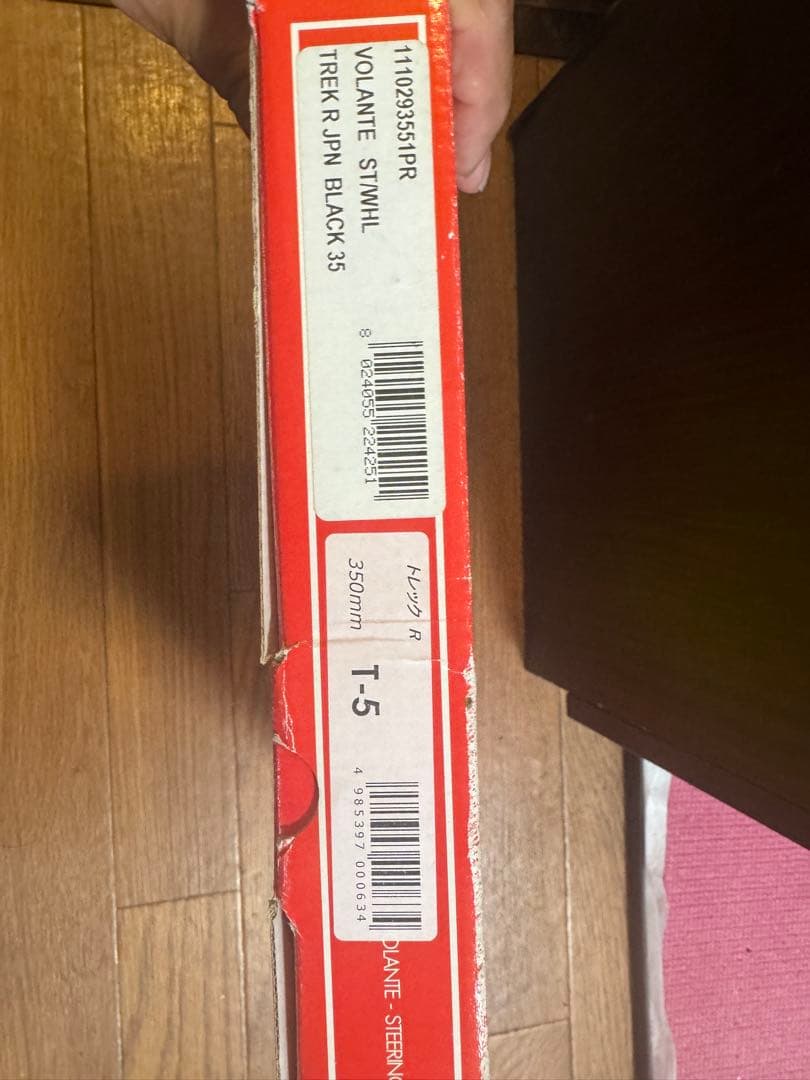 1110293551PR
VOLANTE ST/WHL
TREK R JPN BLACK 35
8 024055 224251
トレック R
350mm T-5
4 985397 000634
OLANTE - STEERING